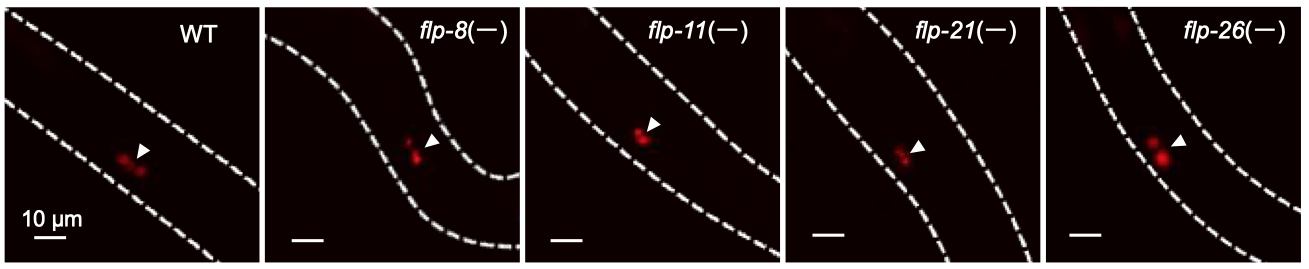 WT
flp-8(—)
flp-11(—)
flp-21(—)
flp-26(—)
10 µm